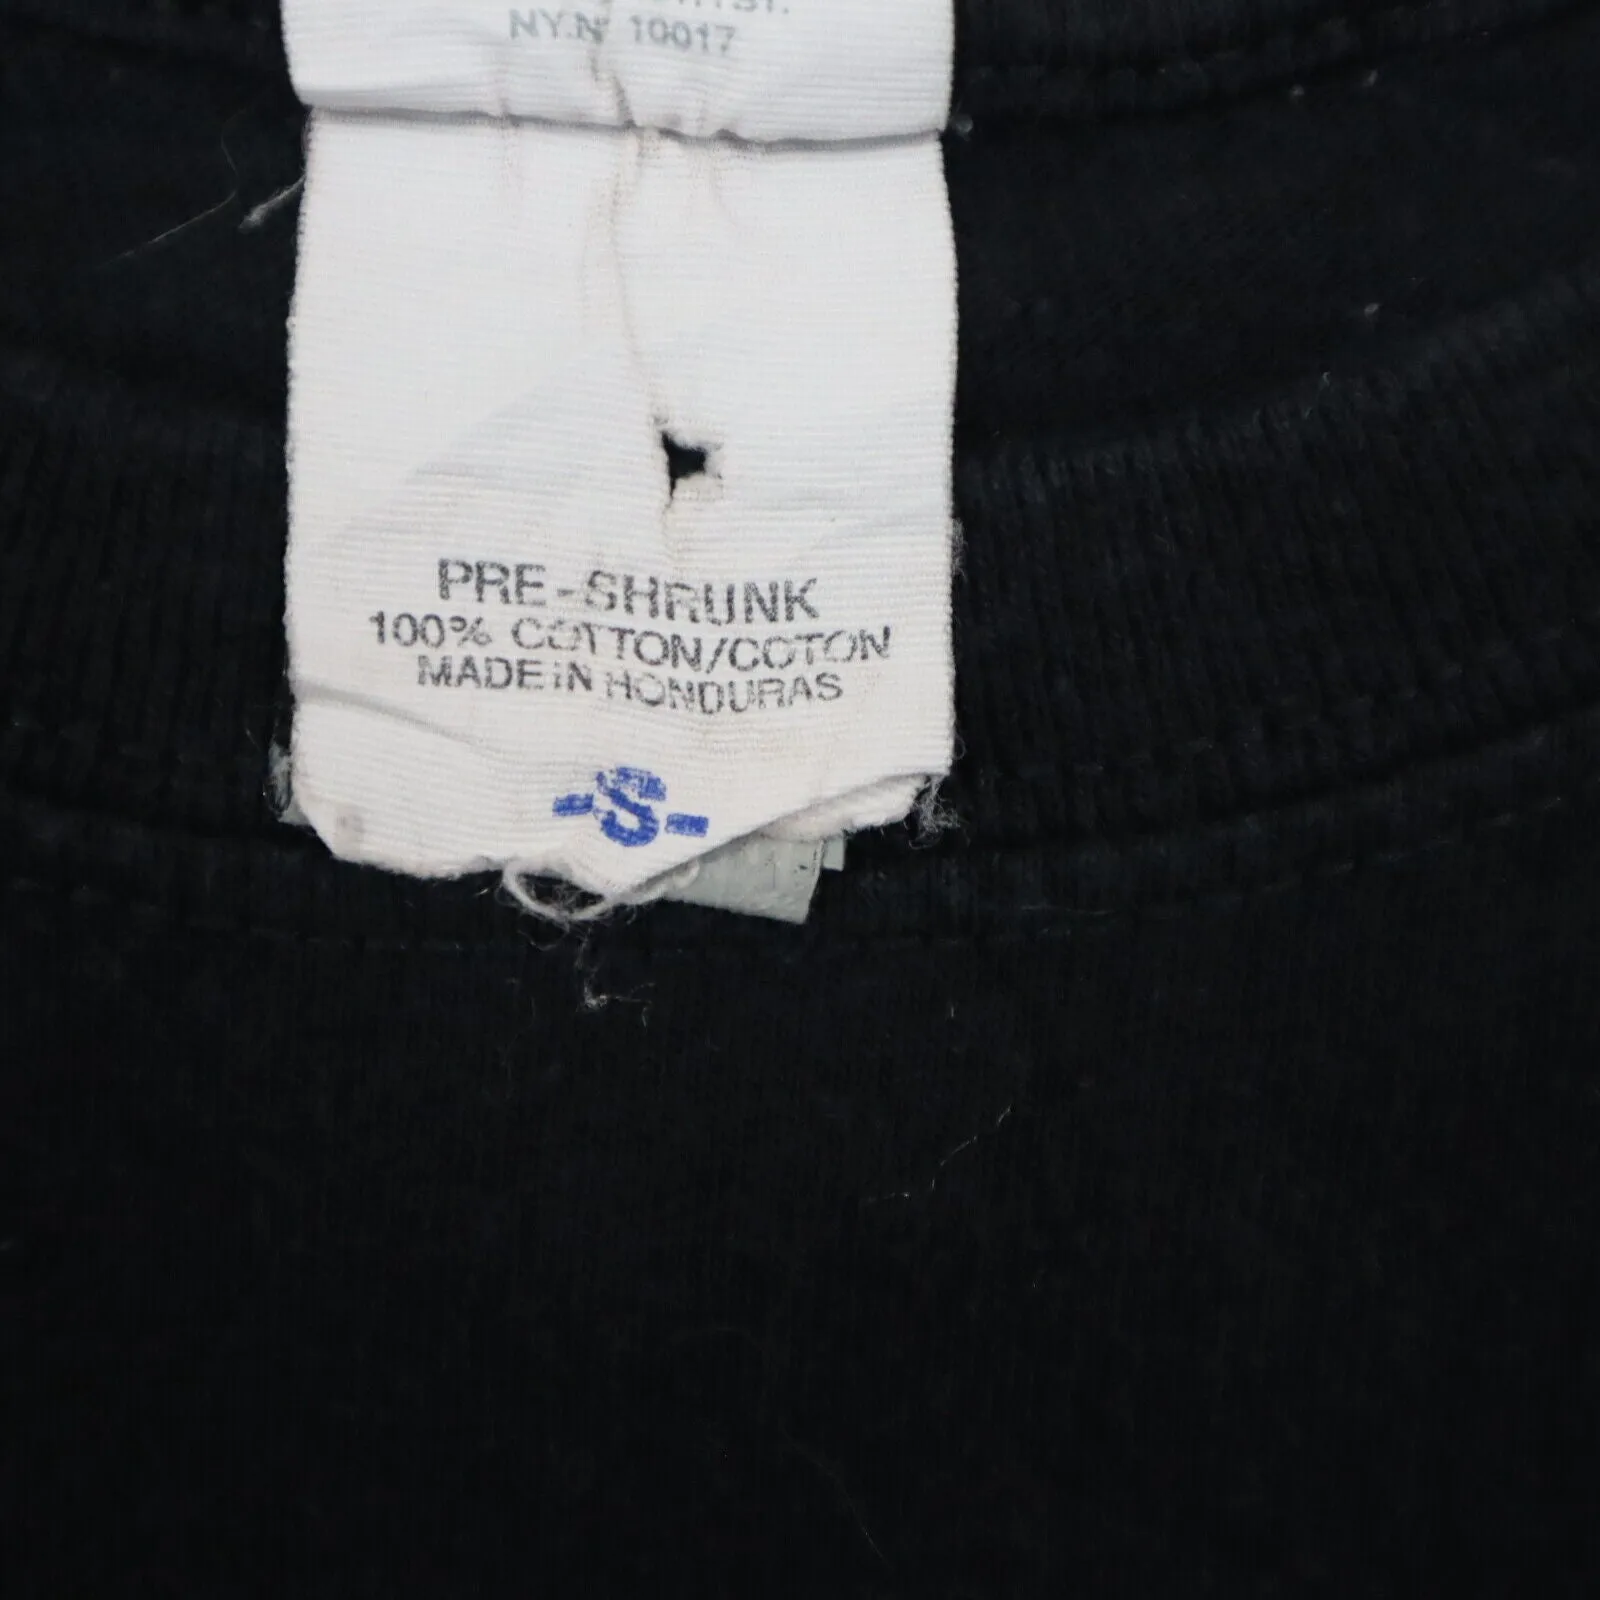 NY.N 10017
PRE-SHRUNK
100% COTTON/COTON
MADE IN HONDURAS
-S-